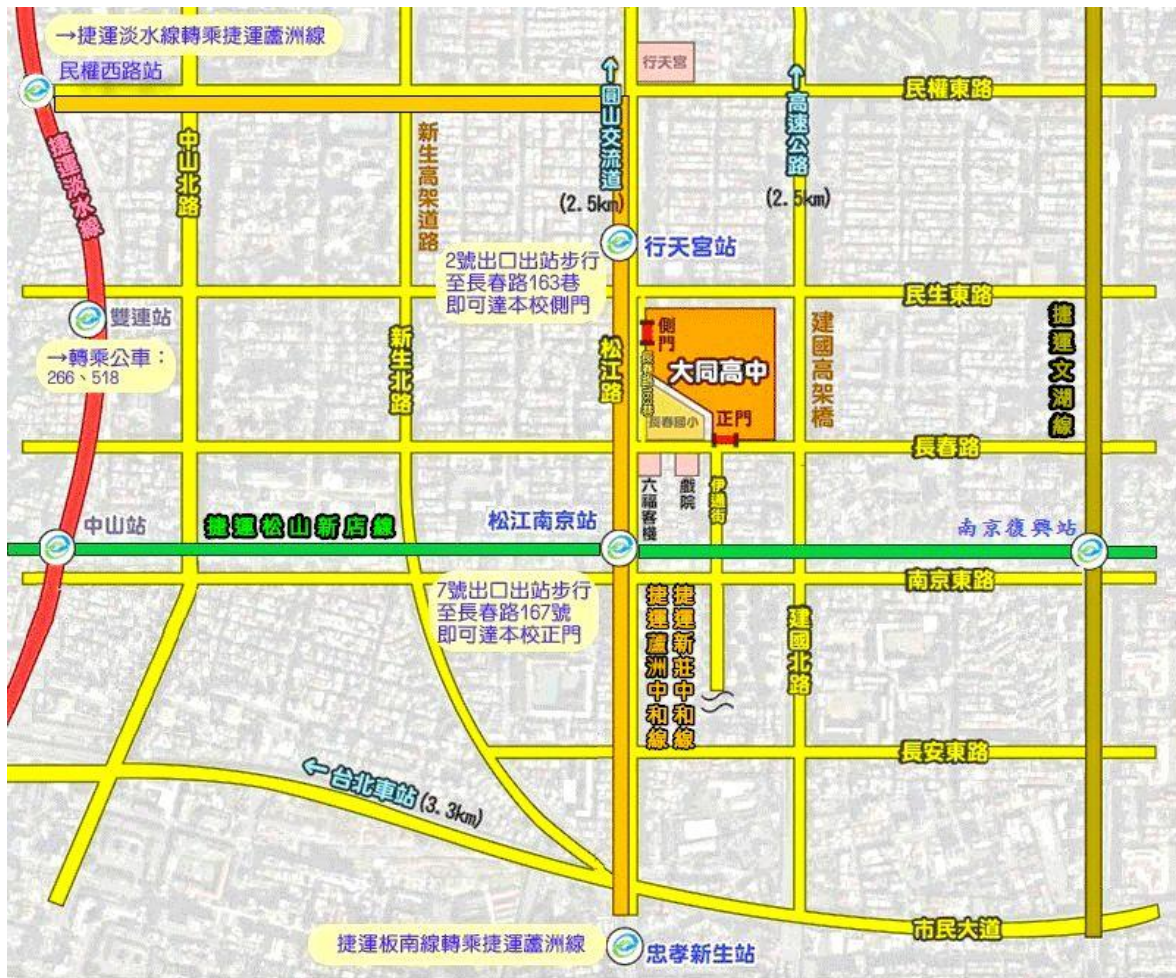 →捷運淡水線轉乘捷運蘆洲線
民權西路站
行天宮
民權東路
圓山交流道
(2.5km)
高速公路
(2.5km)
捷運淡水線
中山北路
新生高架道路
2號出口出站步行
至長春路163巷
即可達本校側門
行天宮站
民生東路
雙連站
→轉乘公車：
266、518
新生北路
松江路
側門
長春路163巷
大同高中
長春國小
正門
建國高架橋
捷運文湖線
長春路
六福客棧
戲院
伊通街
中山站
捷運松山新店線
松江南京站
南京復興站
南京東路
7號出口出站步行
至長春路167號
即可達本校正門
捷運蘆洲中和線
捷運新莊中和線
建國北路
長安東路
←台北車站(3.3km)
市民大道
捷運板南線轉乘捷運蘆洲線
忠孝新生站